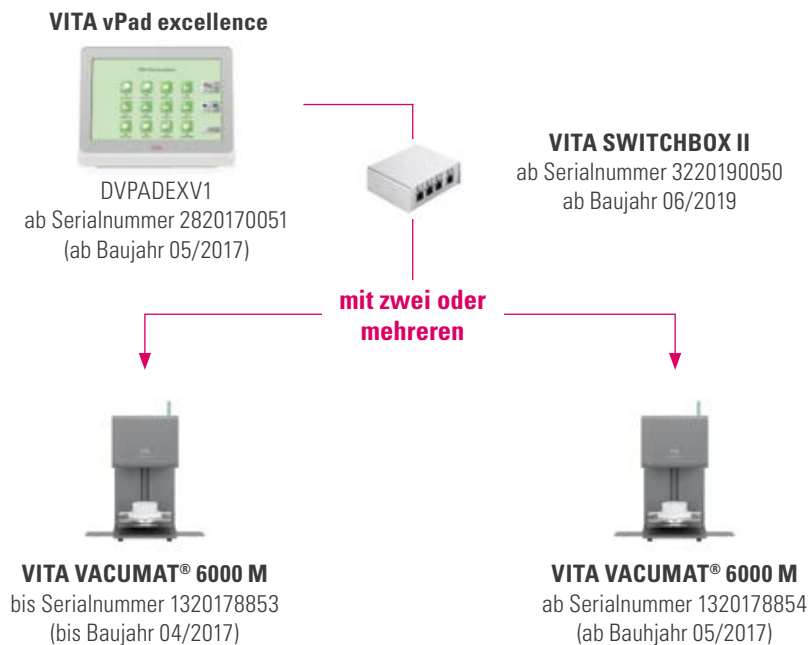 VITA vPad excellence
DVPADEXV1
ab Serialnummer 2820170051
(ab Baujahr 05/2017)
VITA SWITCHBOX II
ab Serialnummer 3220190050
ab Baujahr 06/2019
mit zwei oder
mehreren
VITA VACUMAT® 6000 M
bis Serialnummer 1320178853
(bis Baujahr 04/2017)
VITA VACUMAT® 6000 M
ab Serialnummer 1320178854
(ab Bauhjahr 05/2017)